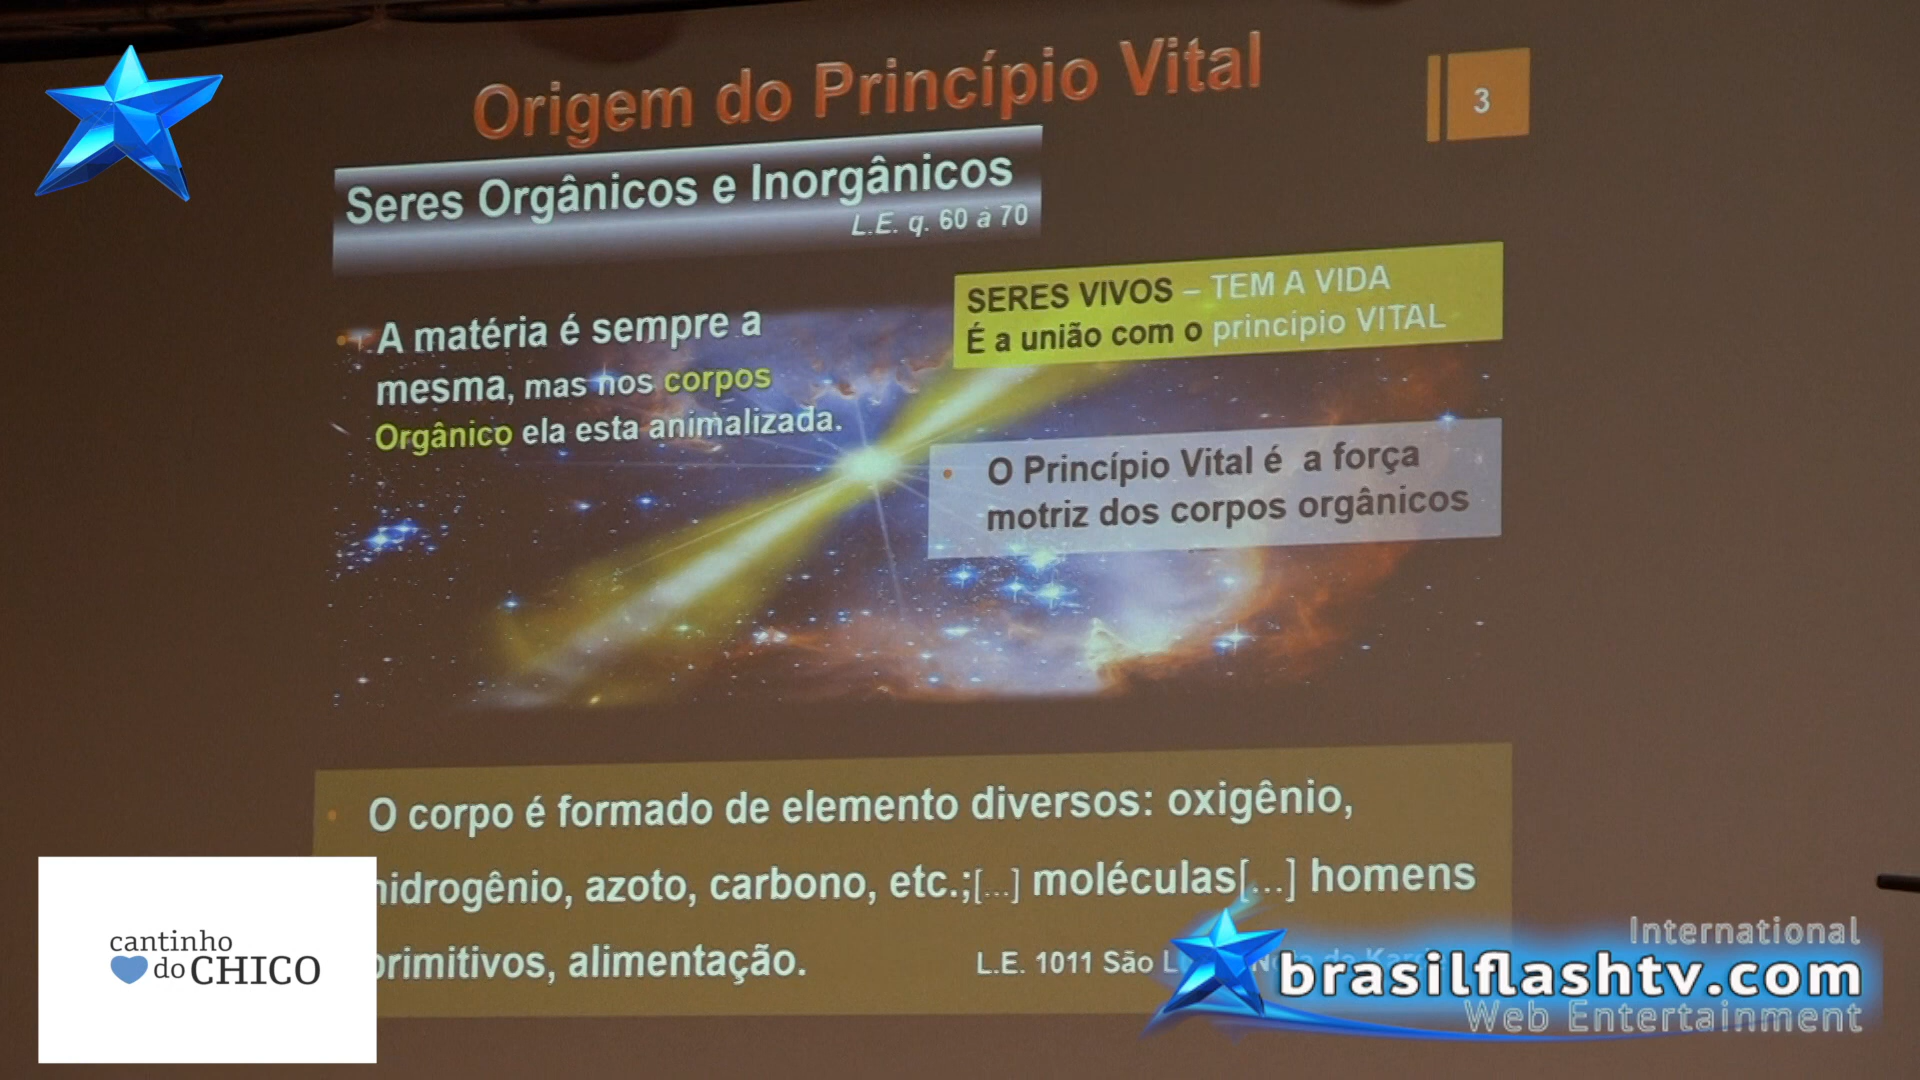 Origem do Princípio Vital
3
Seres Orgânicos e Inorgânicos
L.E. q. 60 à 70
SERES VIVOS – TEM A VIDA
É a união com o princípio VITAL
A matéria é sempre a
mesma, mas nos corpos
Orgânico ela esta animalizada.
O Princípio Vital é a força
motriz dos corpos orgânicos
O corpo é formado de elemento diversos: oxigênio,
hidrogênio, azoto, carbono, etc.;[...] moléculas[...] homens
primitivos, alimentação.
L.E. 1011 São
cantinho
do CHICO
International
brasilflashtv.com
Web Entertainment